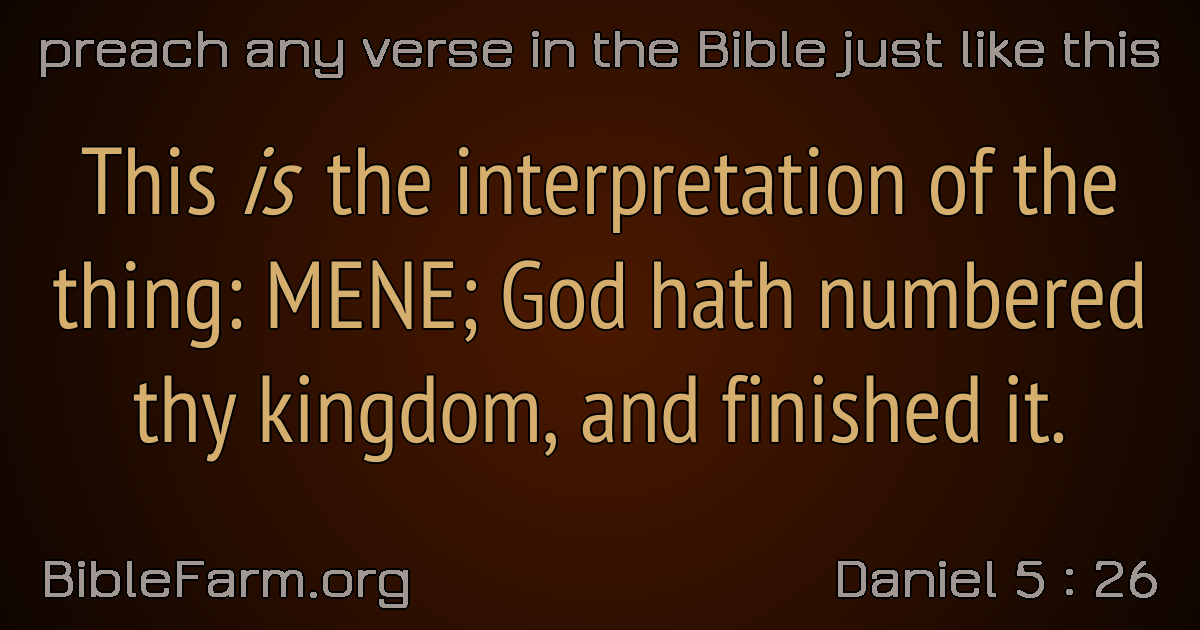 preach any verse in the Bible just like this
This is the interpretation of the
thing: MENE; God hath numbered
thy kingdom, and finished it.
BibleFarm.org
Daniel 5 : 26